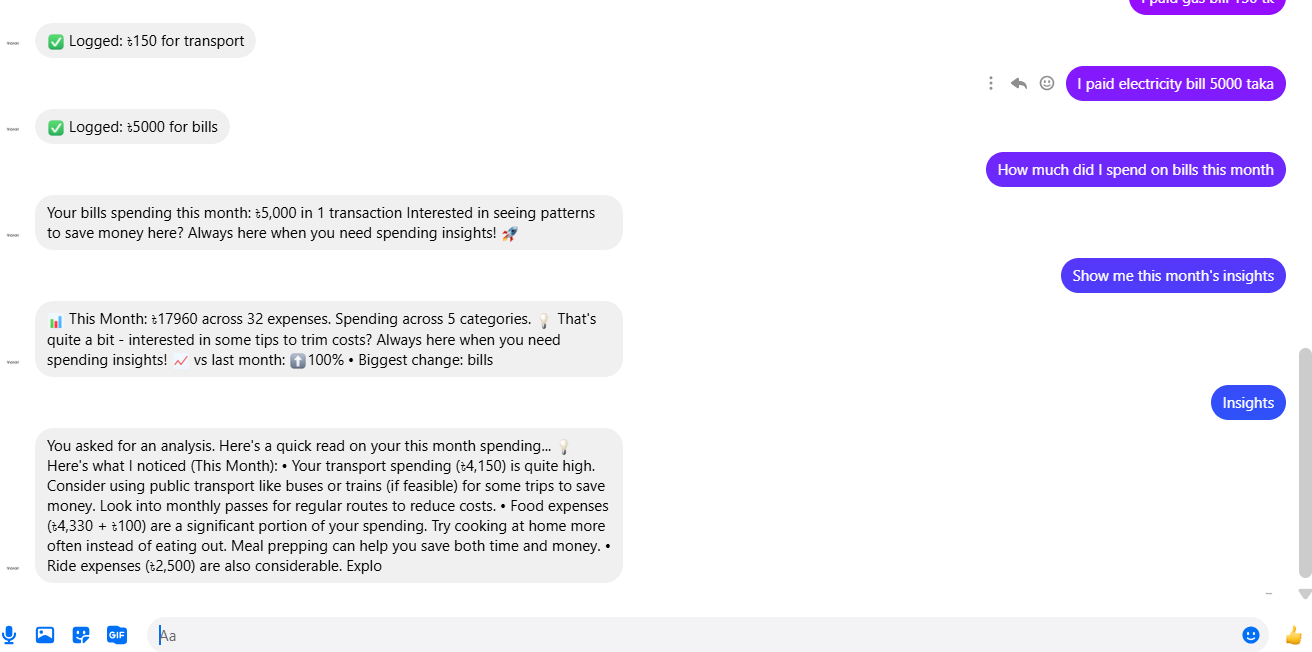 I paid gas bill 150 tk
✅ Logged: ৳150 for transport
I paid electricity bill 5000 taka
✅ Logged: ৳5000 for bills
How much did I spend on bills this month
Your bills spending this month: ৳5,000 in 1 transaction Interested in seeing patterns
to save money here? Always here when you need spending insights! 🚀
Show me this month's insights
📊 This Month: ৳17960 across 32 expenses. Spending across 5 categories. 💡 That's
quite a bit - interested in some tips to trim costs? Always here when you need
spending insights! 📈 vs last month: ⬆️100% • Biggest change: bills
Insights
You asked for an analysis. Here's a quick read on your this month spending... 💡
Here's what I noticed (This Month): • Your transport spending (৳4,150) is quite high.
Consider using public transport like buses or trains (if feasible) for some trips to save
money. Look into monthly passes for regular routes to reduce costs. • Food expenses
(৳4,330 + ৳100) are a significant portion of your spending. Try cooking at home more
often instead of eating out. Meal prepping can help you save both time and money. •
Ride expenses (৳2,500) are also considerable. Explo
GIF
Aa